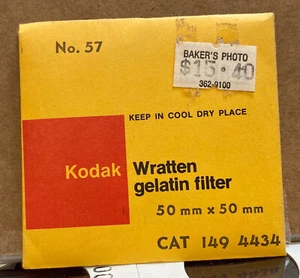 No. 57
BAKER'S PHOTO
$15.40
362-9100
KEEP IN COOL DRY PLACE
Kodak
Wratten
gelatin filter
50 mm x 50 mm
CAT 149 4434